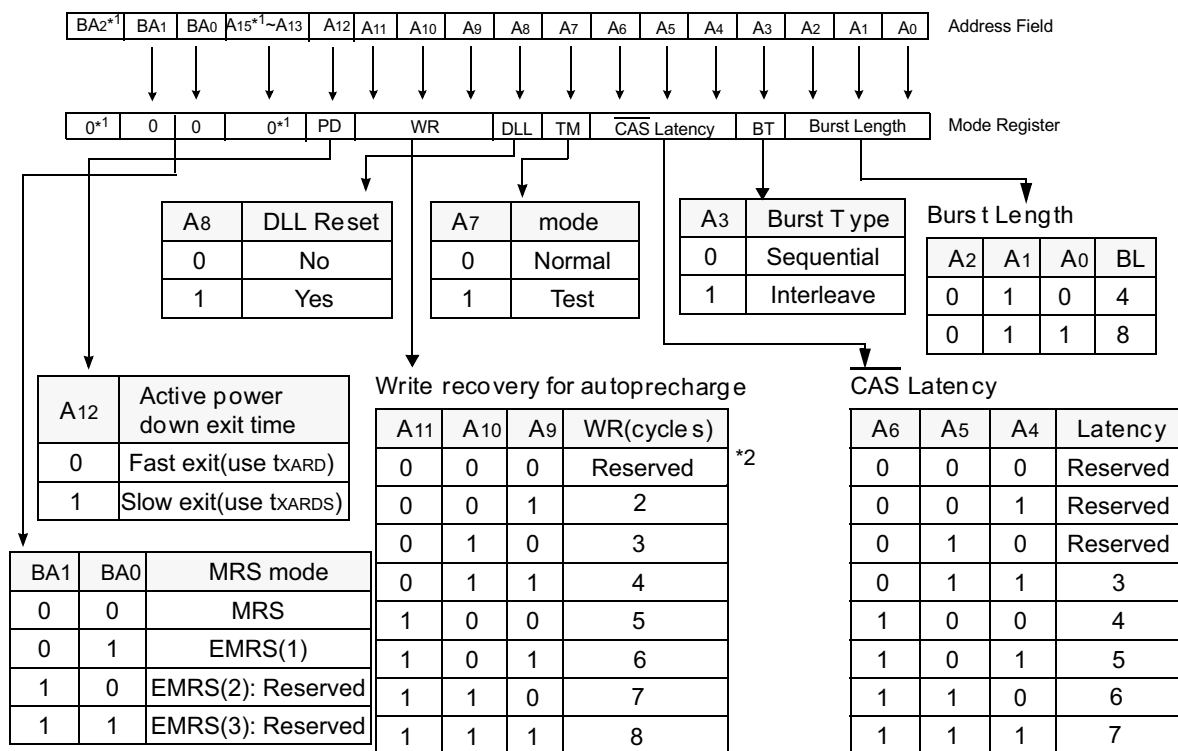 BA2*1 BA1 BA0 A15*1~A13 A12 A11 A10 A9 A8 A7 A6 A5 A4 A3 A2 A1 A0 Address Field
0*1 0 0 0*1 PD WR DLL TM CAS Latency BT Burst Length Mode Register
A8 DLL Reset
0 No
1 Yes
A7 mode
0 Normal
1 Test
A3 Burst Type
0 Sequential
1 Interleave
Burst Length
A2 A1 A0 BL
0 1 0 4
0 1 1 8
A12 Active power
down exit time
0 Fast exit(use tXARD)
1 Slow exit(use tXARDS)
BA1 BA0 MRS mode
0 0 MRS
0 1 EMRS(1)
1 0 EMRS(2): Reserved
1 1 EMRS(3): Reserved
Write recovery for autoprecharge
A11 A10 A9 WR(cycles)
0 0 0 Reserved *2
0 0 1 2
0 1 0 3
0 1 1 4
1 0 0 5
1 0 1 6
1 1 0 7
1 1 1 8
CAS Latency
A6 A5 A4 Latency
0 0 0 Reserved
0 0 1 Reserved
0 1 0 Reserved
0 1 1 3
1 0 0 4
1 0 1 5
1 1 0 6
1 1 1 7